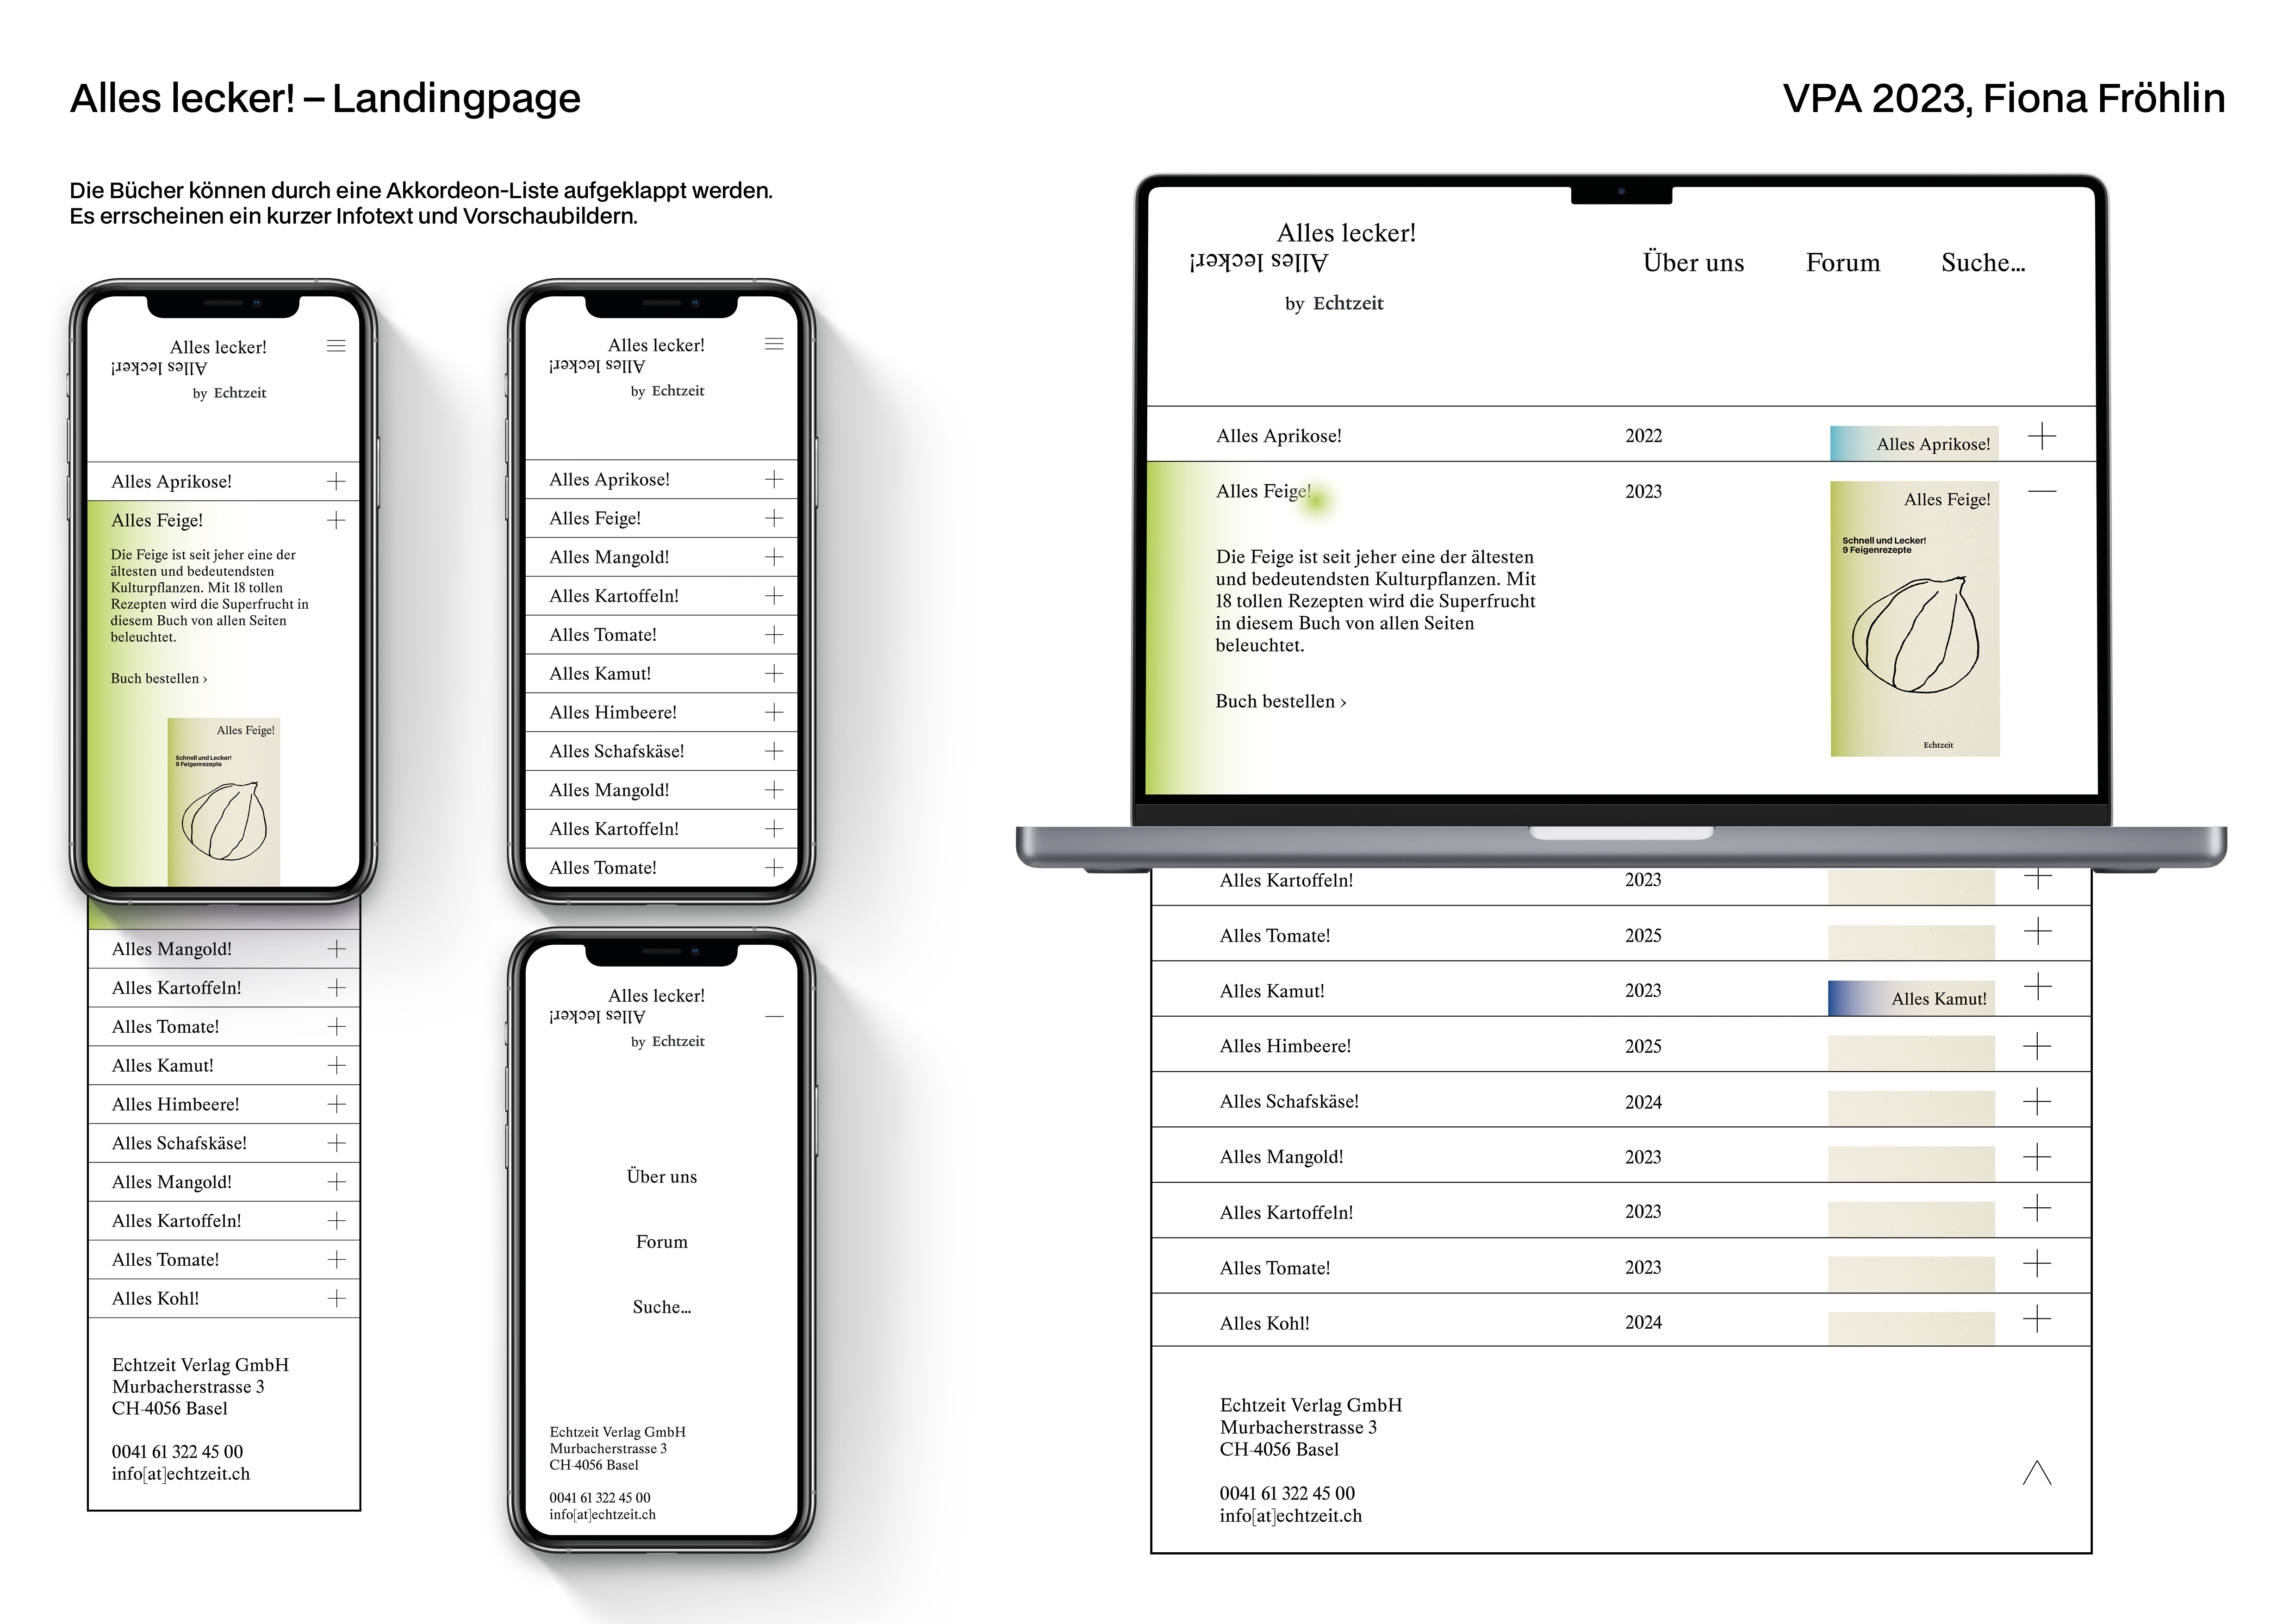 Alles lecker! – Landingpage
VPA 2023, Fiona Fröhlin
Die Bücher können durch eine Akkordeon-Liste aufgeklappt werden.
Es errscheinen ein kurzer Infotext und Vorschaubildern.
Alles lecker!
Alles lecker!
by Echtzeit
Alles Aprikose!
Alles Feige!
Die Feige ist seit jeher eine der
ältesten und bedeutendsten
Kulturpflanzen. Mit 18 tollen
Rezepten wird die Superfrucht in
diesem Buch von allen Seiten
beleuchtet.
Buch bestellen ›
Alles Feige!
Schnell und Lecker!
9 Feigenrezepte
Alles Mangold!
Alles Kartoffeln!
Alles Tomate!
Alles Kamut!
Alles Himbeere!
Alles Schafskäse!
Alles Mangold!
Alles Kartoffeln!
Alles Tomate!
Alles Kohl!
Echtzeit Verlag GmbH
Murbacherstrasse 3
CH-4056 Basel
0041 61 322 45 00
info[at]echtzeit.ch
Alles lecker!
Alles lecker!
by Echtzeit
Alles Aprikose!
Alles Feige!
Alles Mangold!
Alles Kartoffeln!
Alles Tomate!
Alles Kamut!
Alles Himbeere!
Alles Schafskäse!
Alles Mangold!
Alles Kartoffeln!
Alles Tomate!
Alles lecker!
Alles lecker!
by Echtzeit
Über uns
Forum
Suche...
Echtzeit Verlag GmbH
Murbacherstrasse 3
CH-4056 Basel
0041 61 322 45 00
info[at]echtzeit.ch
Alles lecker!
Alles lecker!
by Echtzeit
Über uns Forum Suche...
Alles Aprikose! 2022 Alles Aprikose!
Alles Feige! 2023
Die Feige ist seit jeher eine der ältesten
und bedeutendsten Kulturpflanzen. Mit
18 tollen Rezepten wird die Superfrucht
in diesem Buch von allen Seiten
beleuchtet.
Buch bestellen ›
Alles Feige!
Schnell und Lecker!
9 Feigenrezepte
Echtzeit
Alles Kartoffeln! 2023
Alles Tomate! 2025
Alles Kamut! 2023 Alles Kamut!
Alles Himbeere! 2025
Alles Schafskäse! 2024
Alles Mangold! 2023
Alles Kartoffeln! 2023
Alles Tomate! 2023
Alles Kohl! 2024
Echtzeit Verlag GmbH
Murbacherstrasse 3
CH-4056 Basel
0041 61 322 45 00
info[at]echtzeit.ch